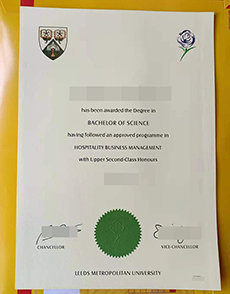 has been awarded the Degree in
BACHELOR OF SCIENCE
having followed an approved programme in
HOSPITALITY BUSINESS MANAGEMENT
with Upper Second-Class Honours
CHANCELLOR
VICE-CHANCELLOR
LEEDS METROPOLITAN UNIVERSITY